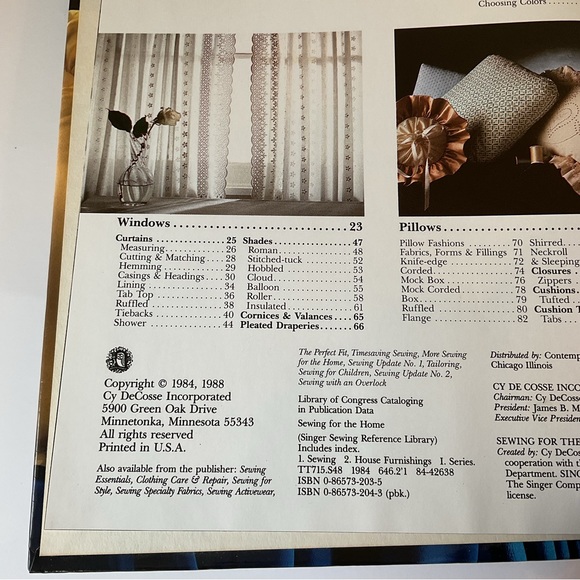 Choosing Colors . . . . . . .
Windows . . . . . . . . . . . . . . . . . . . . . . . . . . . . 23
Curtains . . . . . . . . . . . . . 25
Measuring . . . . . . . . . . . 26
Cutting & Matching . . . 28
Hemming . . . . . . . . . . . 29
Casings & Headings . . . 30
Lining . . . . . . . . . . . . . . 34
Tab Top . . . . . . . . . . . . 36
Ruffled . . . . . . . . . . . . . 38
Tiebacks . . . . . . . . . . . . 40
Shower . . . . . . . . . . . . . 44
Shades . . . . . . . . . . . . . . . 47
Roman . . . . . . . . . . . . . 48
Stitched-tuck . . . . . . . . 52
Hobbled . . . . . . . . . . . . 53
Cloud . . . . . . . . . . . . . . 54
Balloon . . . . . . . . . . . . . 55
Roller . . . . . . . . . . . . . . 58
Insulated . . . . . . . . . . . . 61
Cornices & Valances . . . 65
Pleated Draperies . . . . . 66
Pillows . . . . . . . . . . . . . . . . . .
Pillow Fashions . . . . . . . . 70
Fabrics, Forms & Fillings 71
Knife-edge . . . . . . . . . . . 72
Corded . . . . . . . . . . . . . . 74
Mock Box . . . . . . . . . . . . 76
Mock Corded . . . . . . . . . 78
Box . . . . . . . . . . . . . . . . . 79
Ruffled . . . . . . . . . . . . . . 80
Flange . . . . . . . . . . . . . . 82
Shirred. . .
Neckroll
& Sleeping
Closures .
Zippers .
Cushions. .
Tufted . .
Cushion T
Tabs . . .
Copyright © 1984, 1988
Cy DeCosse Incorporated
5900 Green Oak Drive
Minnetonka, Minnesota 55343
All rights reserved
Printed in U.S.A.
Also available from the publisher: Sewing
Essentials, Clothing Care & Repair, Sewing for
Style, Sewing Specialty Fabrics, Sewing Activewear,
The Perfect Fit, Timesaving Sewing, More Sewing
for the Home, Sewing Update No. 1, Tailoring,
Sewing for Children, Sewing Update No. 2,
Sewing with an Overlock
Library of Congress Cataloging
in Publication Data
Sewing for the Home
(Singer Sewing Reference Library)
Includes index.
1. Sewing 2. House Furnishings 1. Series.
TT715.S48 1984 646.2'1 84-42638
ISBN 0-86573-203-5
ISBN 0-86573-204-3 (pbk.)
Distributed by: Contemp
Chicago Illinois
CY DE COSSE INCO
Chairman: Cy DeCosse
President: James B. M
Executive Vice Presiden
SEWING FOR THE
Created by: Cy DeCo
cooperation with th
Department. SING
The Singer Comp
license.